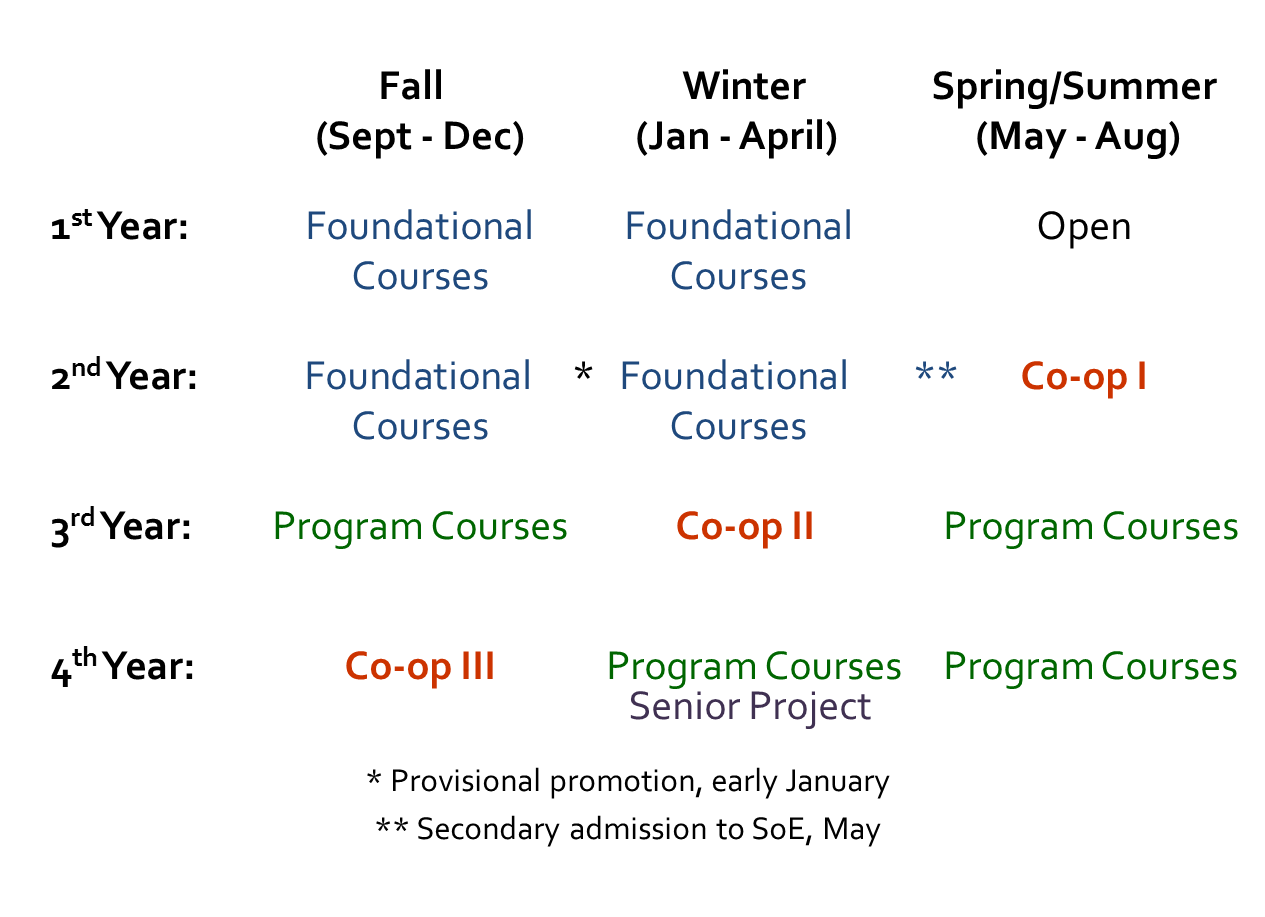 Fall Winter Spring/Summer
(Sept - Dec) (Jan - April) (May - Aug)
1st Year: Foundational Foundational Open
Courses Courses
2nd Year: Foundational * Foundational ** Co-op I
Courses Courses
3rd Year: Program Courses Co-op II Program Courses
4th Year: Co-op III Program Courses Program Courses
Senior Project
* Provisional promotion, early January
** Secondary admission to SoE, May